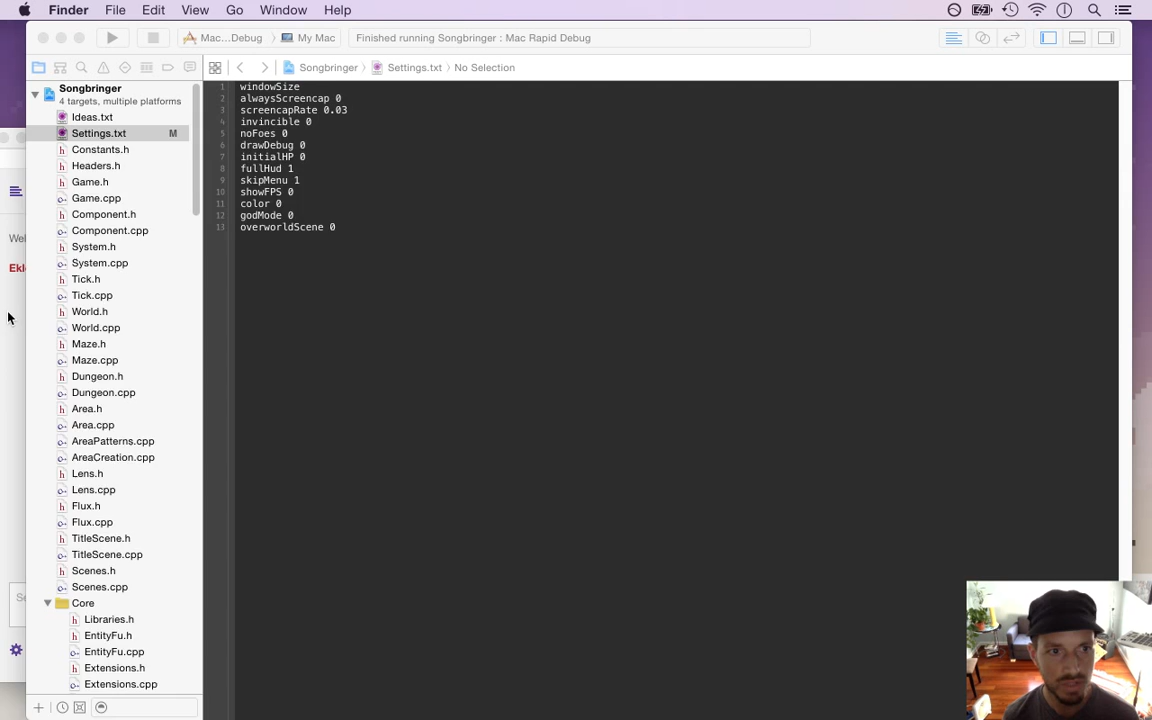 Finder File Edit View Go Window Help
Mac...Debug 〉 My Mac Finished running Songbringer : Mac Rapid Debug
Songbringer 〉 Settings.txt 〉 No Selection
Songbringer
4 targets, multiple platforms
Ideas.txt
Settings.txt M
Constants.h
Headers.h
Game.h
Game.cpp
Component.h
Component.cpp
System.h
System.cpp
Tick.h
Tick.cpp
World.h
World.cpp
Maze.h
Maze.cpp
Dungeon.h
Dungeon.cpp
Area.h
Area.cpp
AreaPatterns.cpp
AreaCreation.cpp
Lens.h
Lens.cpp
Flux.h
Flux.cpp
TitleScene.h
TitleScene.cpp
Scenes.h
Scenes.cpp
Core
Libraries.h
EntityFu.h
EntityFu.cpp
Extensions.h
Extensions.cpp
1 windowSize
2 alwaysScreencap 0
3 screencapRate 0.03
4 invincible 0
5 noFoes 0
6 drawDebug 0
7 initialHP 0
8 fullHud 1
9 skipMenu 1
10 showFPS 0
11 color 0
12 godMode 0
13 overworldScene 0
Wel
Ekl
Se